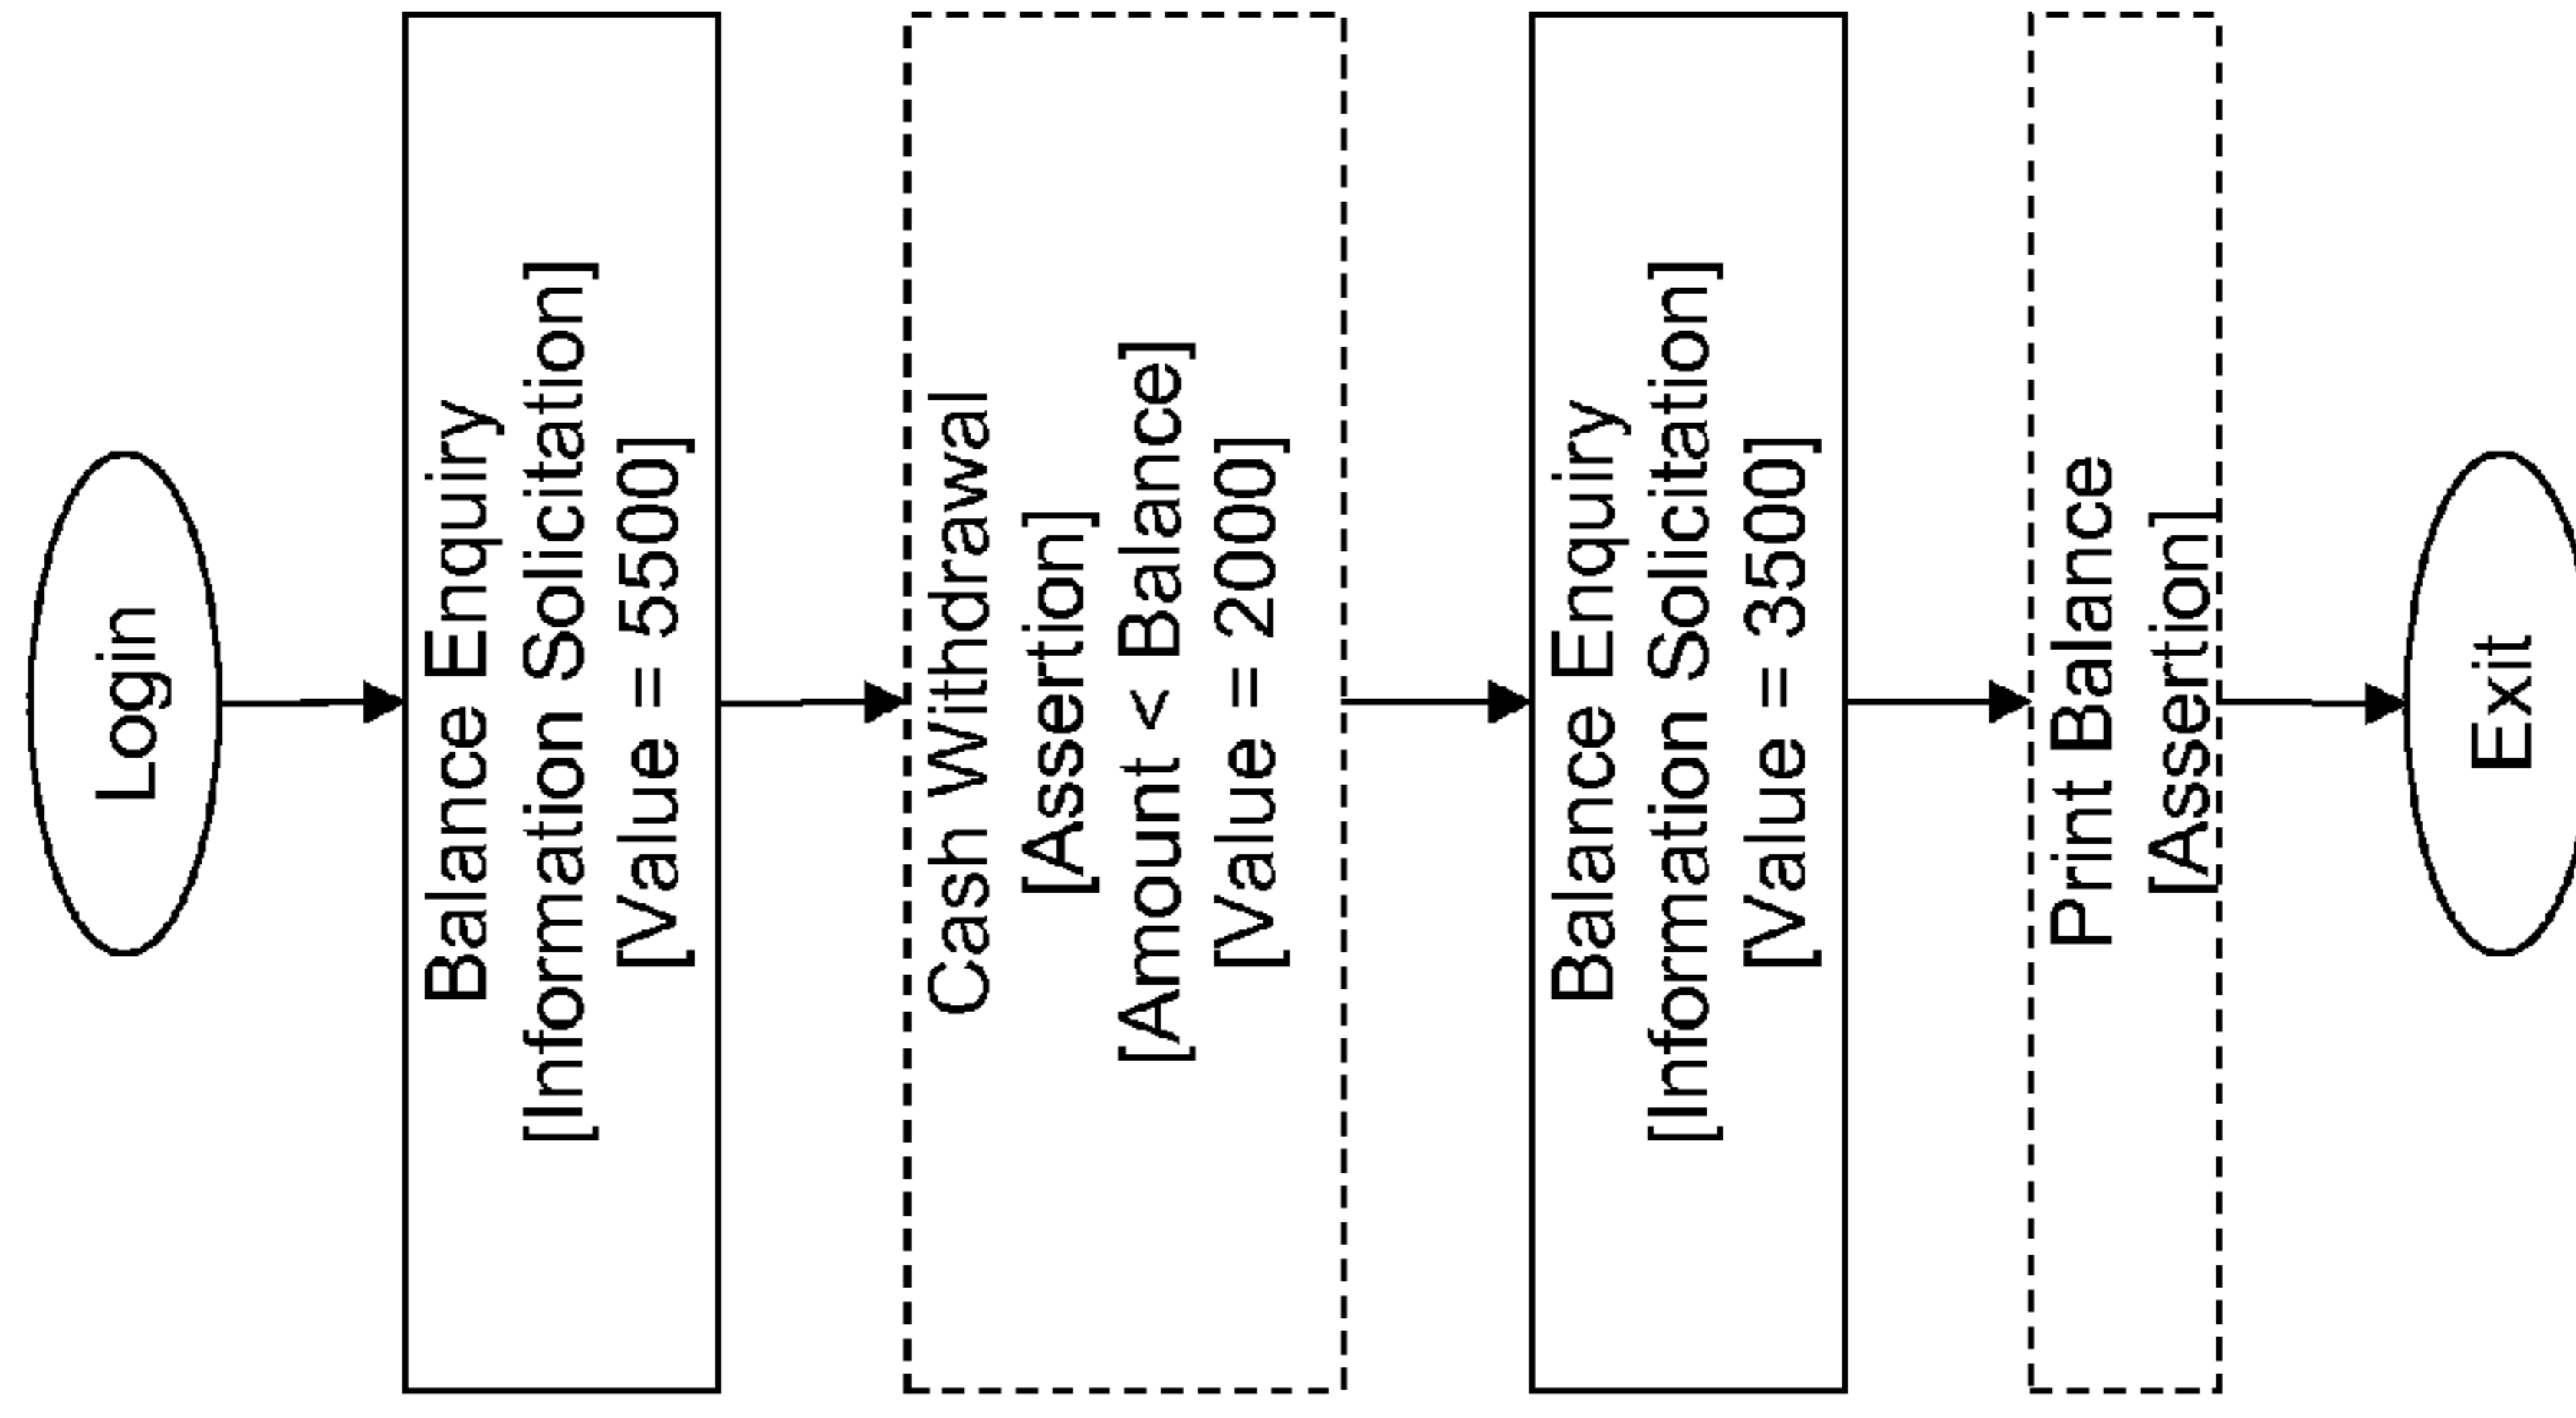 Login
Balance Enquiry
[Information Solicitation]
[Value = 5500]
Cash Withdrawal
[Assertion]
[Amount < Balance]
[Value = 2000]
Balance Enquiry
[Information Solicitation]
[Value = 3500]
Print Balance
[Assertion]
Exit